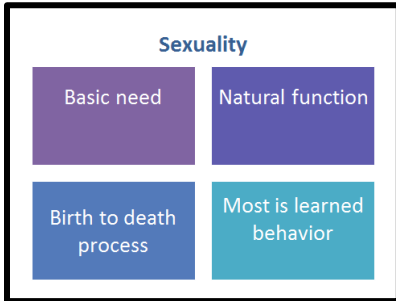 Sexuality
Basic need
Natural function
Birth to death
process
Most is learned
behavior